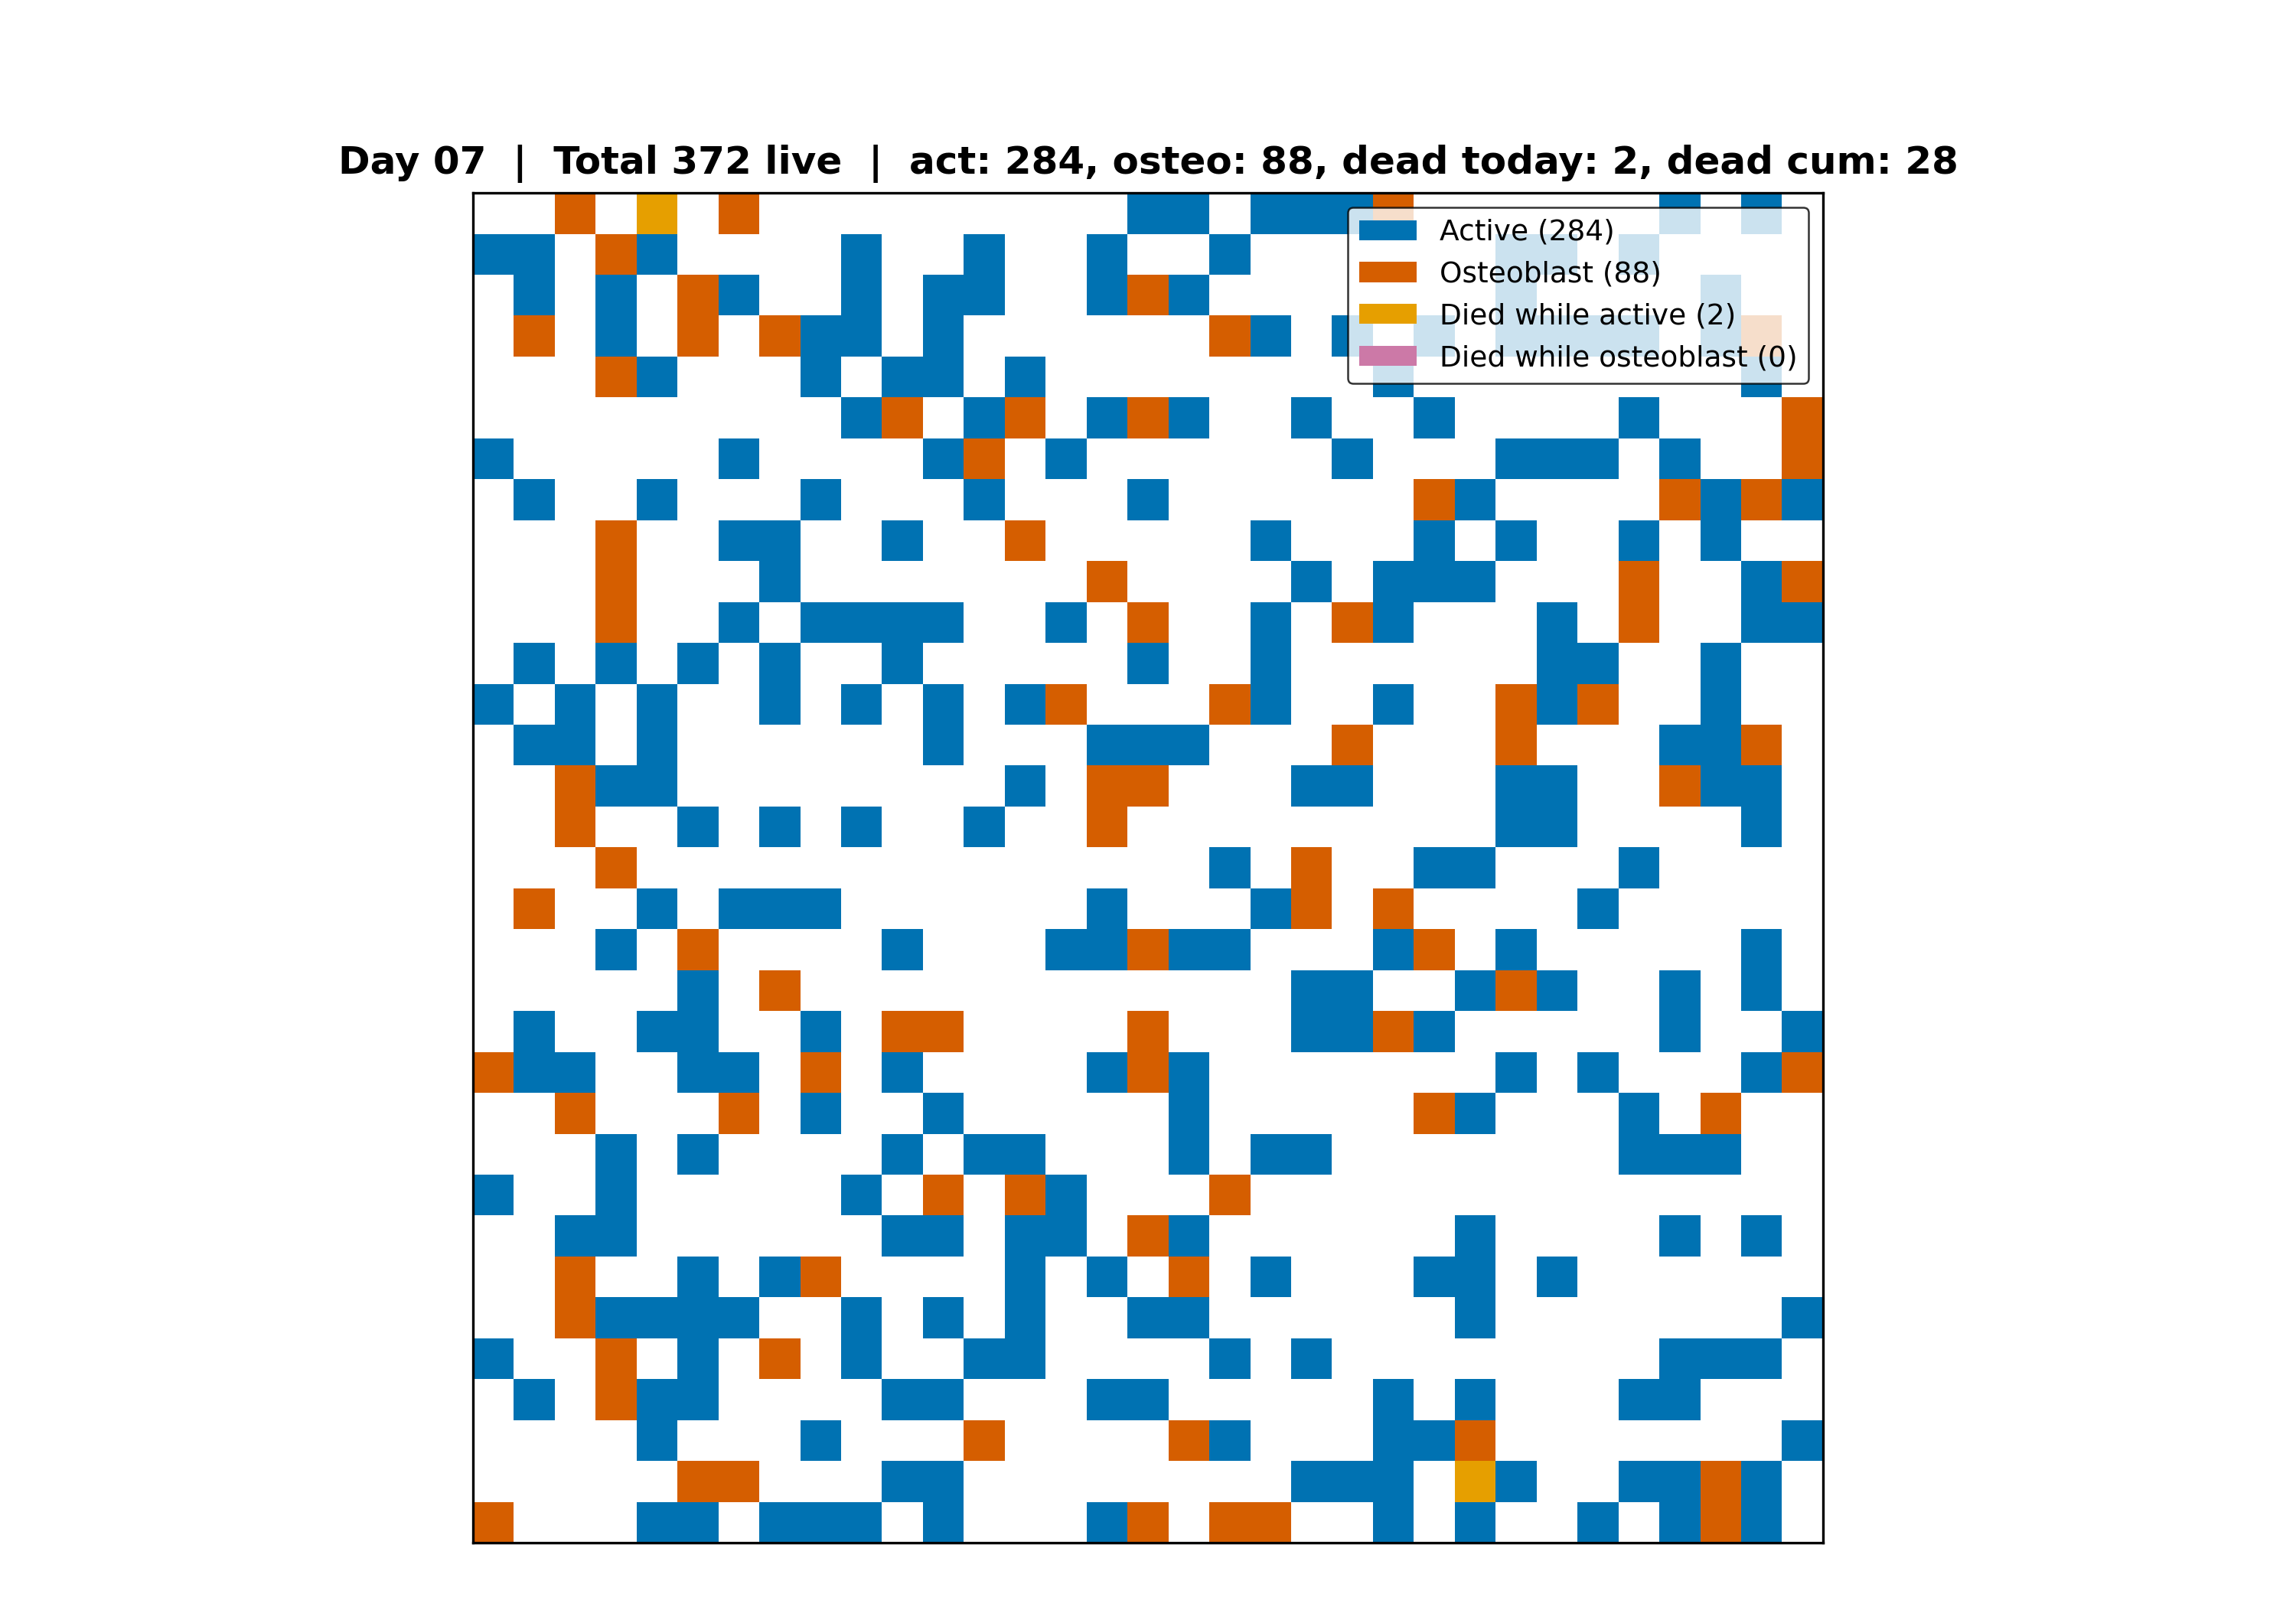 Day 07 | Total 372 live | act: 284, osteo: 88, dead today: 2, dead cum: 28
Active (284)
Osteoblast (88)
Died while active (2)
Died while osteoblast (0)